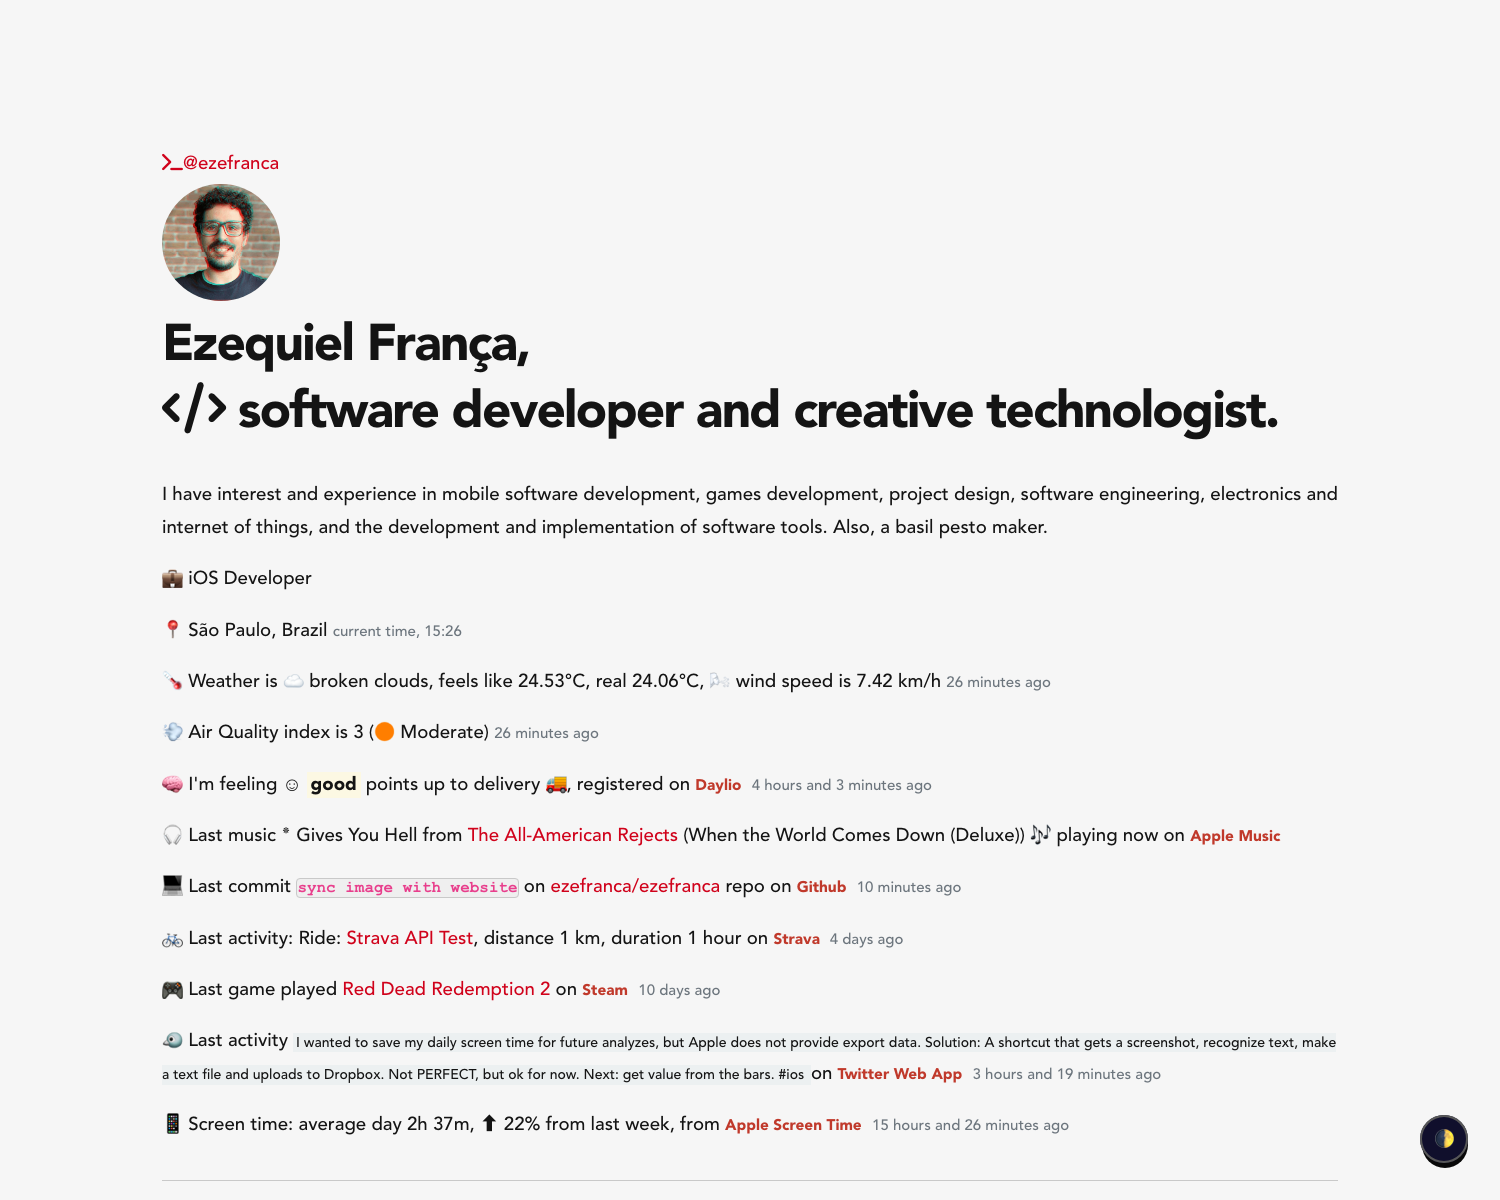 @ezefranca
Ezequiel França,
</> software developer and creative technologist.
I have interest and experience in mobile software development, games development, project design, software engineering, electronics and
internet of things, and the development and implementation of software tools. Also, a basil pesto maker.
💼 iOS Developer
📍 São Paulo, Brazil current time, 15:26
🌡️ Weather is ☁️ broken clouds, feels like 24.53°C, real 24.06°C, 🌬️ wind speed is 7.42 km/h 26 minutes ago
💨 Air Quality index is 3 (🟠 Moderate) 26 minutes ago
🧠 I'm feeling ☺ good points up to delivery 🚚, registered on Daylio 4 hours and 3 minutes ago
🎧 Last music * Gives You Hell from The All-American Rejects (When the World Comes Down (Deluxe)) 🎶 playing now on Apple Music
💻 Last commit sync image with website on ezefranca/ezefranca repo on Github 10 minutes ago
🚲 Last activity: Ride: Strava API Test, distance 1 km, duration 1 hour on Strava 4 days ago
🎮 Last game played Red Dead Redemption 2 on Steam 10 days ago
🐦 Last activity I wanted to save my daily screen time for future analyzes, but Apple does not provide export data. Solution: A shortcut that gets a screenshot, recognize text, make
a text file and uploads to Dropbox. Not PERFECT, but ok for now. Next: get value from the bars. #ios on Twitter Web App 3 hours and 19 minutes ago
📱 Screen time: average day 2h 37m, ⬆ 22% from last week, from Apple Screen Time 15 hours and 26 minutes ago